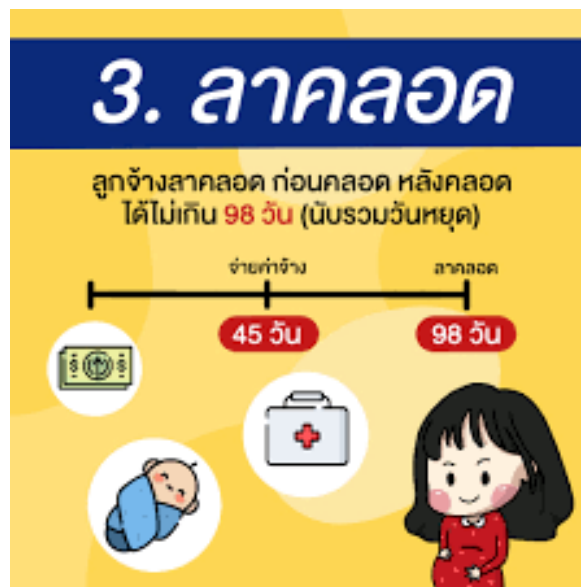 3. ลาคลอด
ลูกจ้างลาคลอด ก่อนคลอด หลังคลอด
ได้ไม่เกิน 98 วัน (นับรวมวันหยุด)
จ่ายค่าจ้าง ลาคลอด
45 วัน 98 วัน